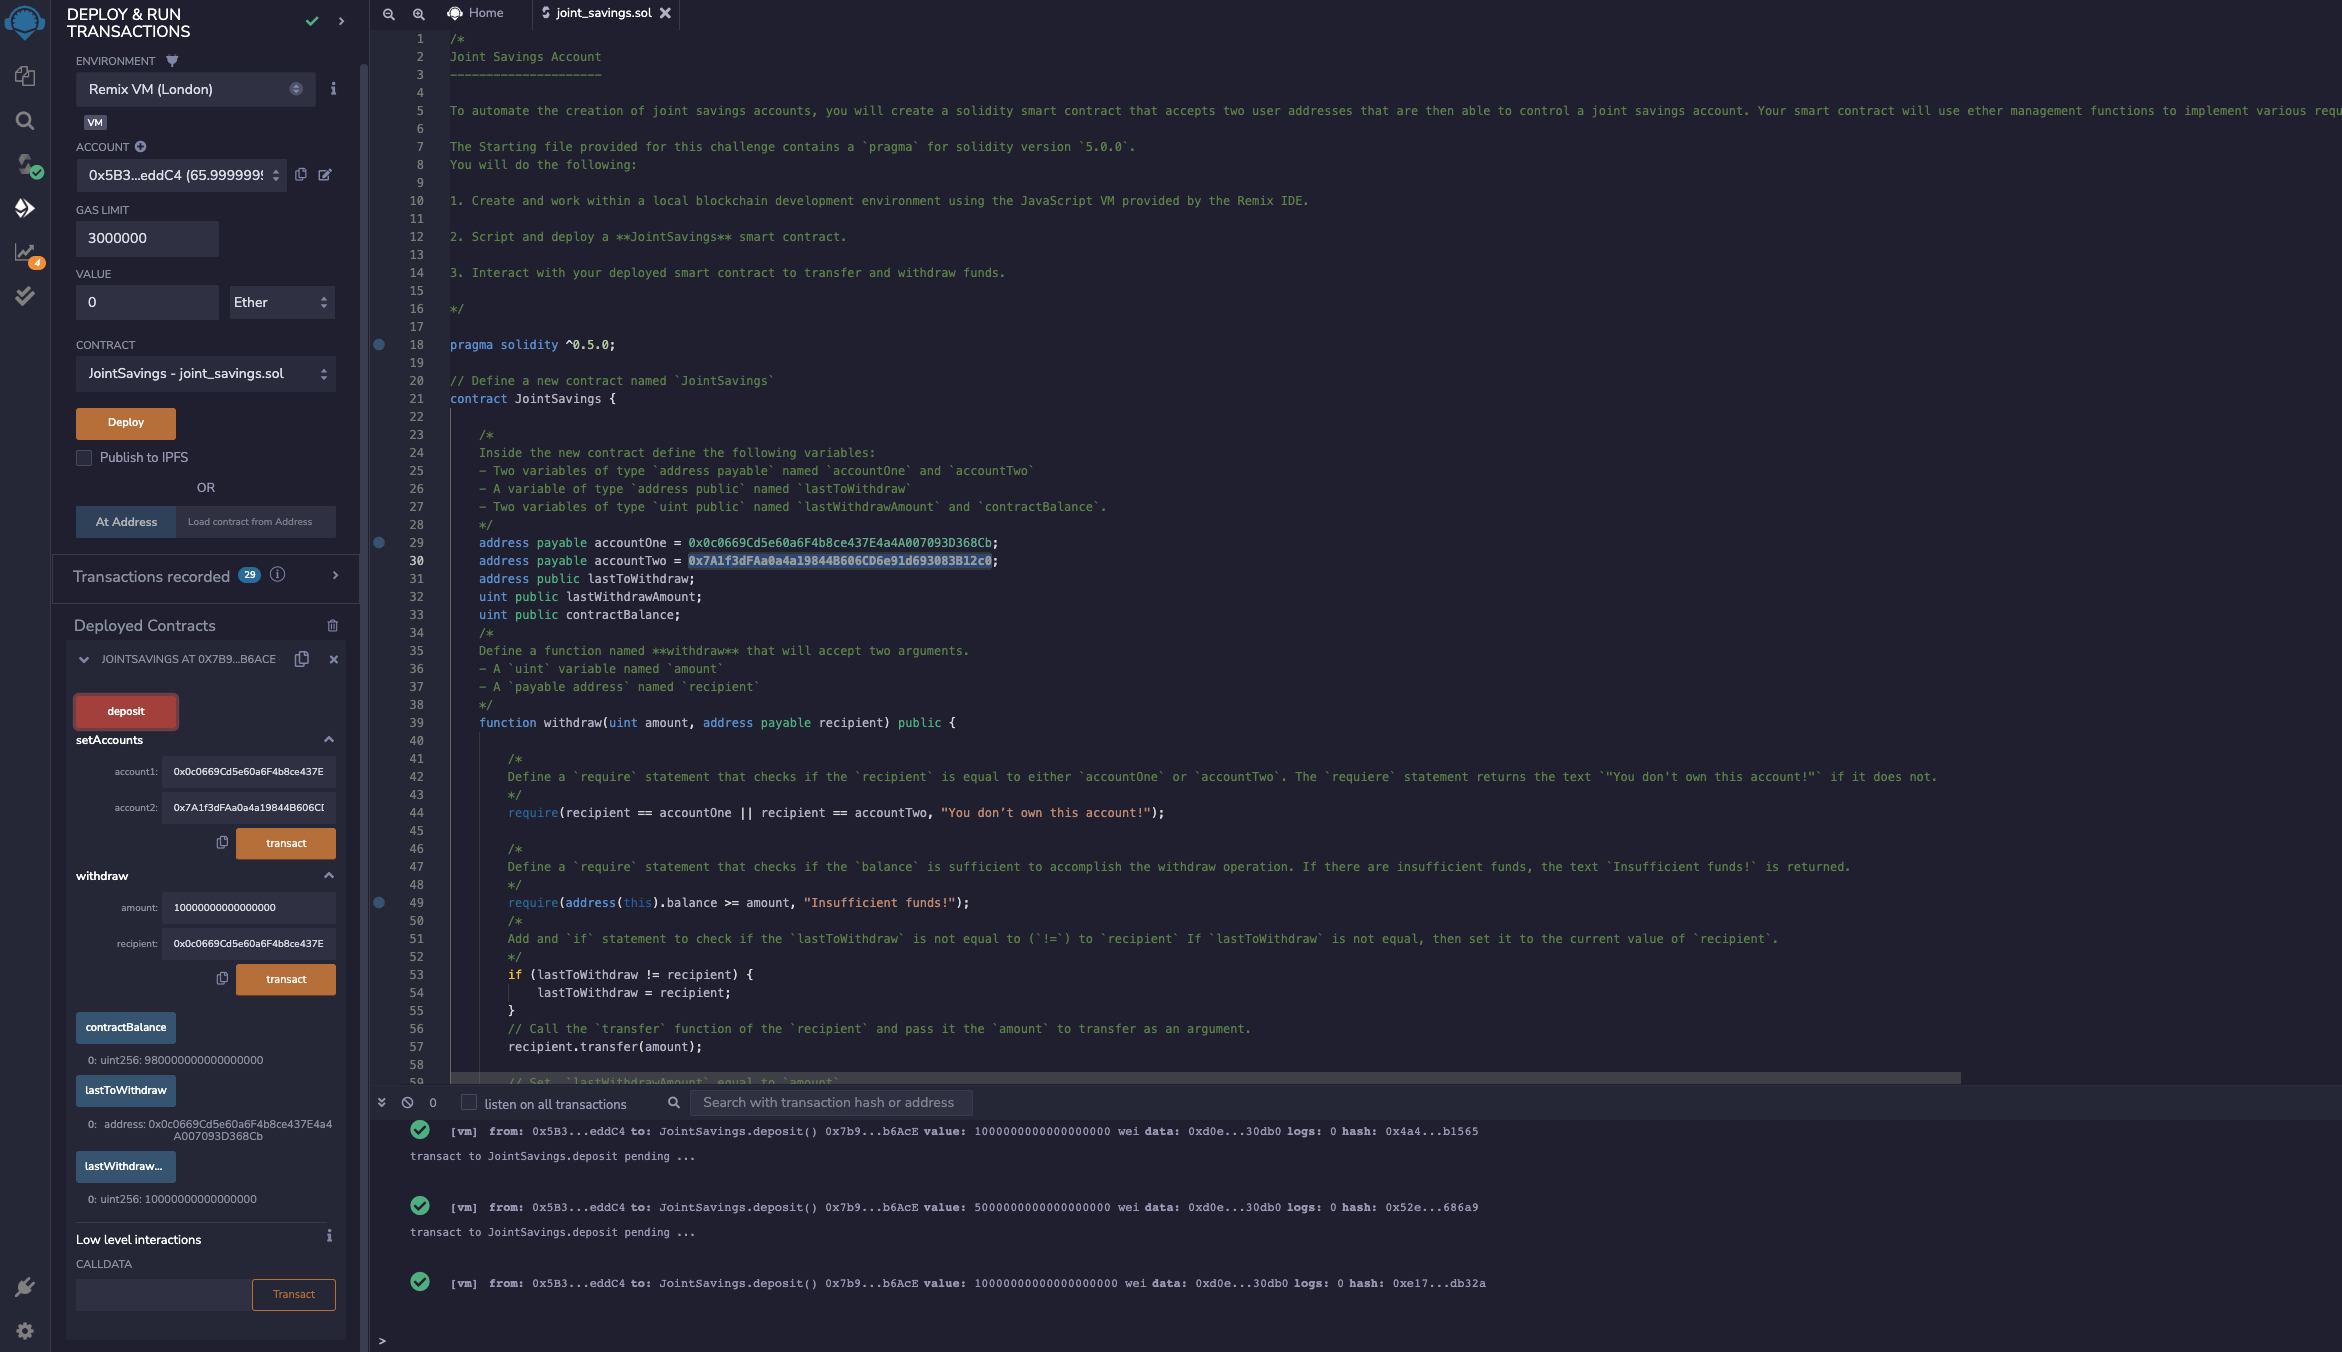 DEPLOY & RUN
TRANSACTIONS
ENVIRONMENT
Remix VM (London)
VM
ACCOUNT
0x5B3...eddC4 (65.9999999
GAS LIMIT
3000000
VALUE
0
Ether
CONTRACT
JointSavings - joint_savings.sol
Deploy
Publish to IPFS
OR
At Address
Load contract from Address
Transactions recorded 29
Deployed Contracts
JOINTSAVINGS AT 0X7B9...B6ACE
deposit
setAccounts
account1: 0x0c0669Cd5e60a6F4b8ce437E
account2: 0x7A1f3dFAa0a4a19844B606CD
transact
withdraw
amount: 10000000000000000
recipient: 0x0c0669Cd5e60a6F4b8ce437E
transact
contractBalance
0: uint256: 980000000000000000
lastToWithdraw
0: address: 0x0c0669Cd5e60a6F4b8ce437E4a4
A007093D368Cb
lastWithdraw...
0: uint256: 10000000000000000
Low level interactions
CALLDATA
Transact
4
Home
joint_savings.sol
1 /*
2 Joint Savings Account
3 ---------------------
4
5 To automate the creation of joint savings accounts, you will create a solidity smart contract that accepts two user addresses that are then able to control a joint savings account. Your smart contract will use ether management functions to implement various requ
6
7 The Starting file provided for this challenge contains a `pragma` for solidity version `5.0.0`.
8 You will do the following:
9
10 1. Create and work within a local blockchain development environment using the JavaScript VM provided by the Remix IDE.
11
12 2. Script and deploy a **JointSavings** smart contract.
13
14 3. Interact with your deployed smart contract to transfer and withdraw funds.
15
16 */
17
18 pragma solidity ^0.5.0;
19
20 // Define a new contract named `JointSavings`
21 contract JointSavings {
22
23 /*
24 Inside the new contract define the following variables:
25 - Two variables of type `address payable` named `accountOne` and `accountTwo`
26 - A variable of type `address public` named `lastToWithdraw`
27 - Two variables of type `uint public` named `lastWithdrawAmount` and `contractBalance`.
28 */
29 address payable accountOne = 0x0c0669Cd5e60a6F4b8ce437E4a4A007093D368Cb;
30 address payable accountTwo = 0x7A1f3dFAa0a4a19844B606CD6e91d693083B12c0;
31 address public lastToWithdraw;
32 uint public lastWithdrawAmount;
33 uint public contractBalance;
34 /*
35 Define a function named **withdraw** that will accept two arguments.
36 - A `uint` variable named `amount`
37 - A `payable address` named `recipient`
38 */
39 function withdraw(uint amount, address payable recipient) public {
40
41 /*
42 Define a `require` statement that checks if the `recipient` is equal to either `accountOne` or `accountTwo`. The `requiere` statement returns the text `"You don't own this account!"` if it does not.
43 */
44 require(recipient == accountOne || recipient == accountTwo, "You don’t own this account!");
45
46 /*
47 Define a `require` statement that checks if the `balance` is sufficient to accomplish the withdraw operation. If there are insufficient funds, the text `Insufficient funds!` is returned.
48 */
49 require(address(this).balance >= amount, "Insufficient funds!");
50 /*
51 Add and `if` statement to check if the `lastToWithdraw` is not equal to (`!=`) to `recipient` If `lastToWithdraw` is not equal, then set it to the current value of `recipient`.
52 */
53 if (lastToWithdraw != recipient) {
54 lastToWithdraw = recipient;
55 }
56 // Call the `transfer` function of the `recipient` and pass it the `amount` to transfer as an argument.
57 recipient.transfer(amount);
58
59 // Set `lastWithdrawAmount` equal to `amount`
0
listen on all transactions
Search with transaction hash or address
[vm] from: 0x5B3...eddC4 to: JointSavings.deposit() 0x7b9...b6AcE value: 1000000000000000000 wei data: 0xd0e...30db0 logs: 0 hash: 0x4a4...b1565
transact to JointSavings.deposit pending ...
[vm] from: 0x5B3...eddC4 to: JointSavings.deposit() 0x7b9...b6AcE value: 5000000000000000000 wei data: 0xd0e...30db0 logs: 0 hash: 0x52e...686a9
transact to JointSavings.deposit pending ...
[vm] from: 0x5B3...eddC4 to: JointSavings.deposit() 0x7b9...b6AcE value: 10000000000000000000 wei data: 0xd0e...30db0 logs: 0 hash: 0xe17...db32a
>